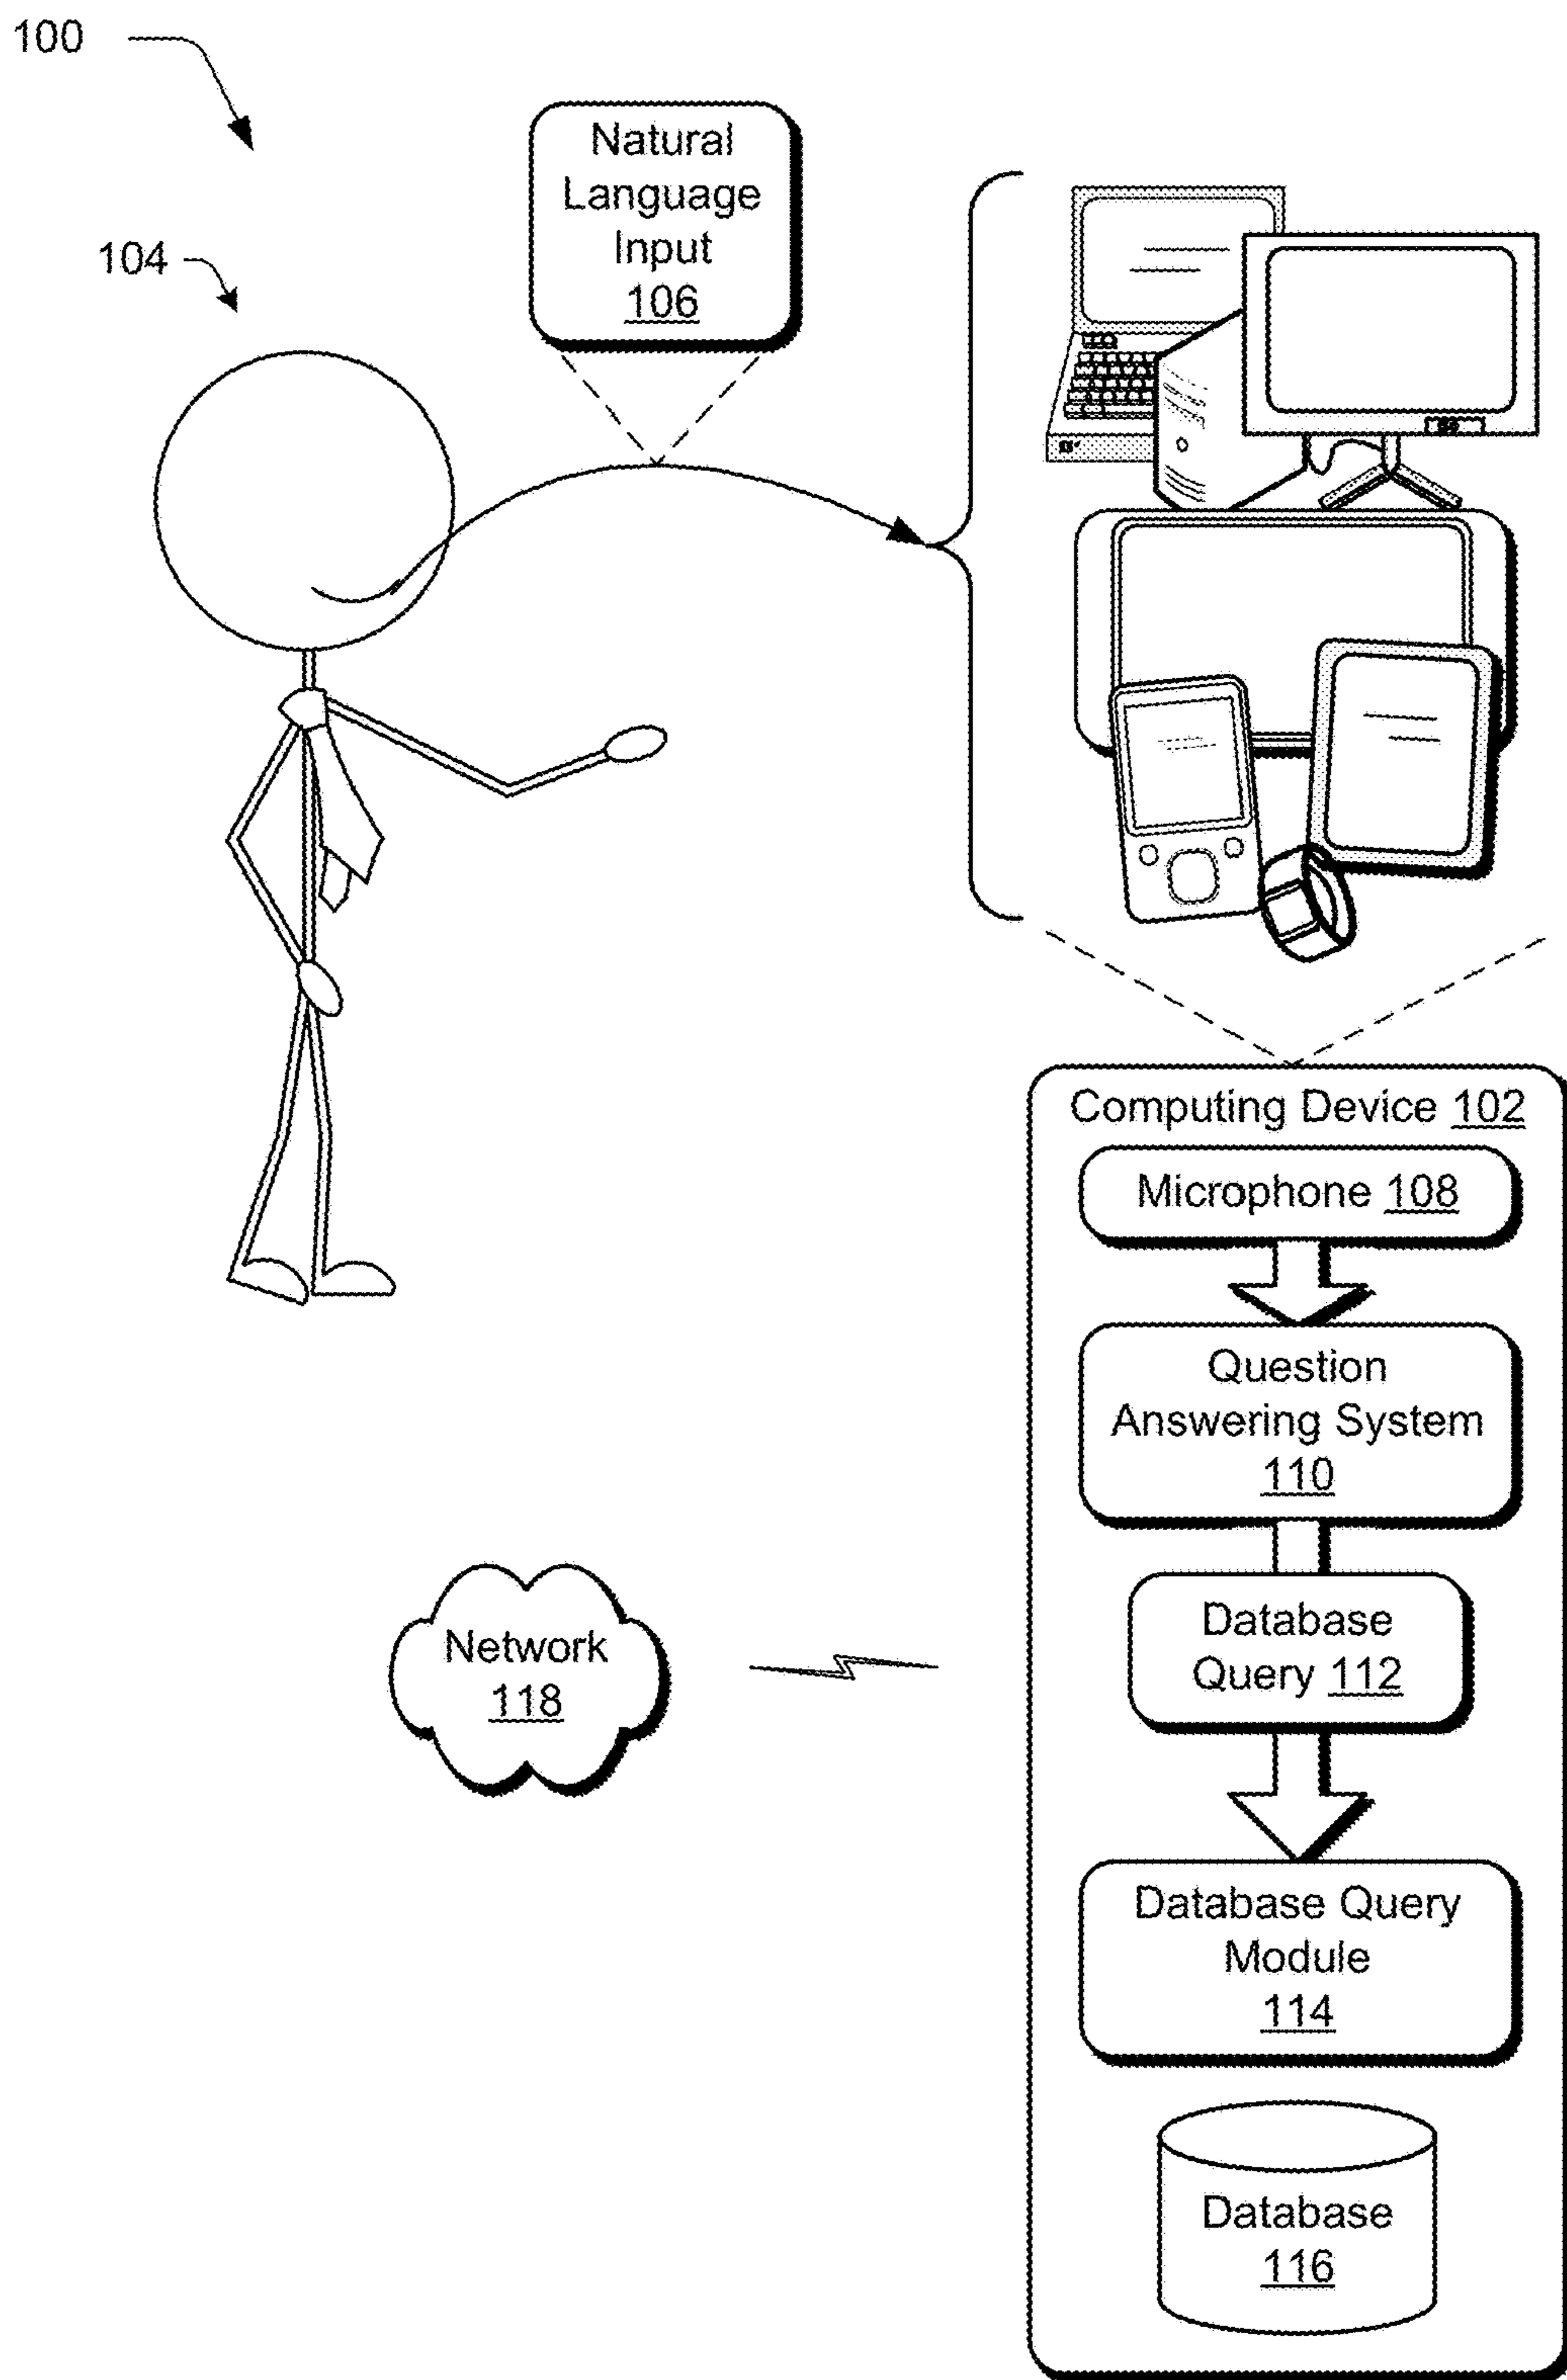 100
104
Natural
Language
Input
106
Computing Device 102
Microphone 108
Question
Answering System
110
Database
Query 112
Network
118
Database Query
Module
114
Database
116